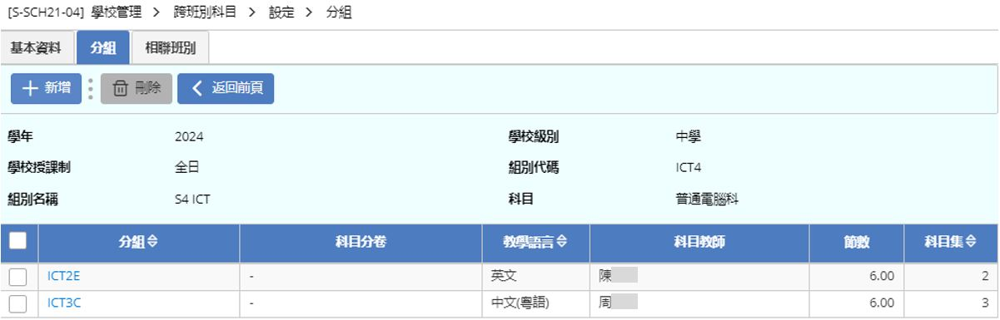 [S-SCH21-04] 學校管理 > 跨班別科目 > 設定 > 分組
基本資料 分組 相聯班別
新增 刪除 返回前頁
學年 2024 學校級別 中學
學校授課制 全日 組別代碼 ICT4
組別名稱 S4 ICT 科目 普通電腦科
分組 科目分卷 教學語言 科目教師 節數 科目集
ICT2E - 英文 陳 6.00 2
ICT3C - 中文(粵語) 周 6.00 3